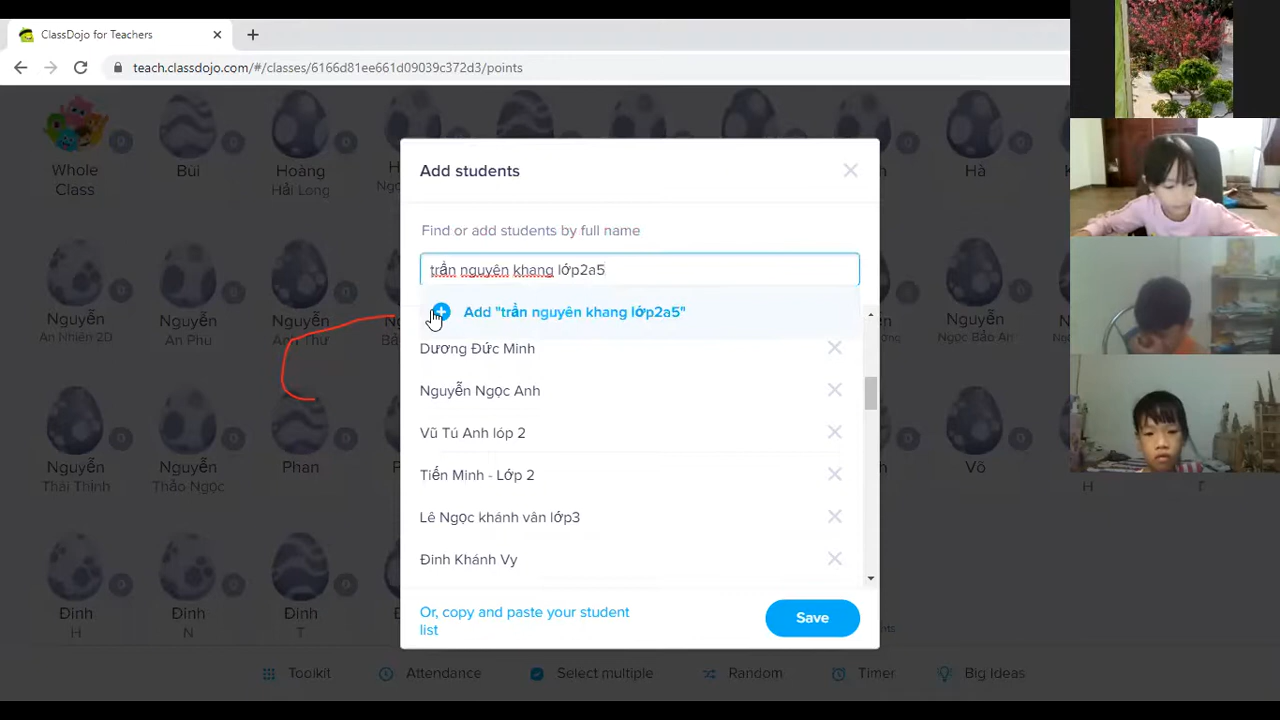 ClassDojo for Teachers
teach.classdojo.com/#/classes/6166d81ee661d09039c372d3/points
Whole Class
Bùi
Hoàng
Hải Long
Hà
Add students
Find or add students by full name
trần nguyên khang lớp2a5
Add "trần nguyên khang lớp2a5"
Dương Đức Minh
Nguyễn Ngọc Anh
Vũ Tú Anh lóp 2
Tiến Minh - Lớp 2
Lê Ngọc khánh vân lớp3
Đinh Khánh Vy
Or, copy and paste your student
list
Save
Nguyễn
An Nhiên 2D
Nguyễn
An Phu
Nguyễn
Anh Thư
Ngọc Bảo An
Nguyễn
Thái Thịnh
Nguyễn
Thảo Ngọc
Phan
Võ
H
Đinh
H
Đinh
N
Đinh
T
Toolkit
Attendance
Select multiple
Random
Timer
Big Ideas